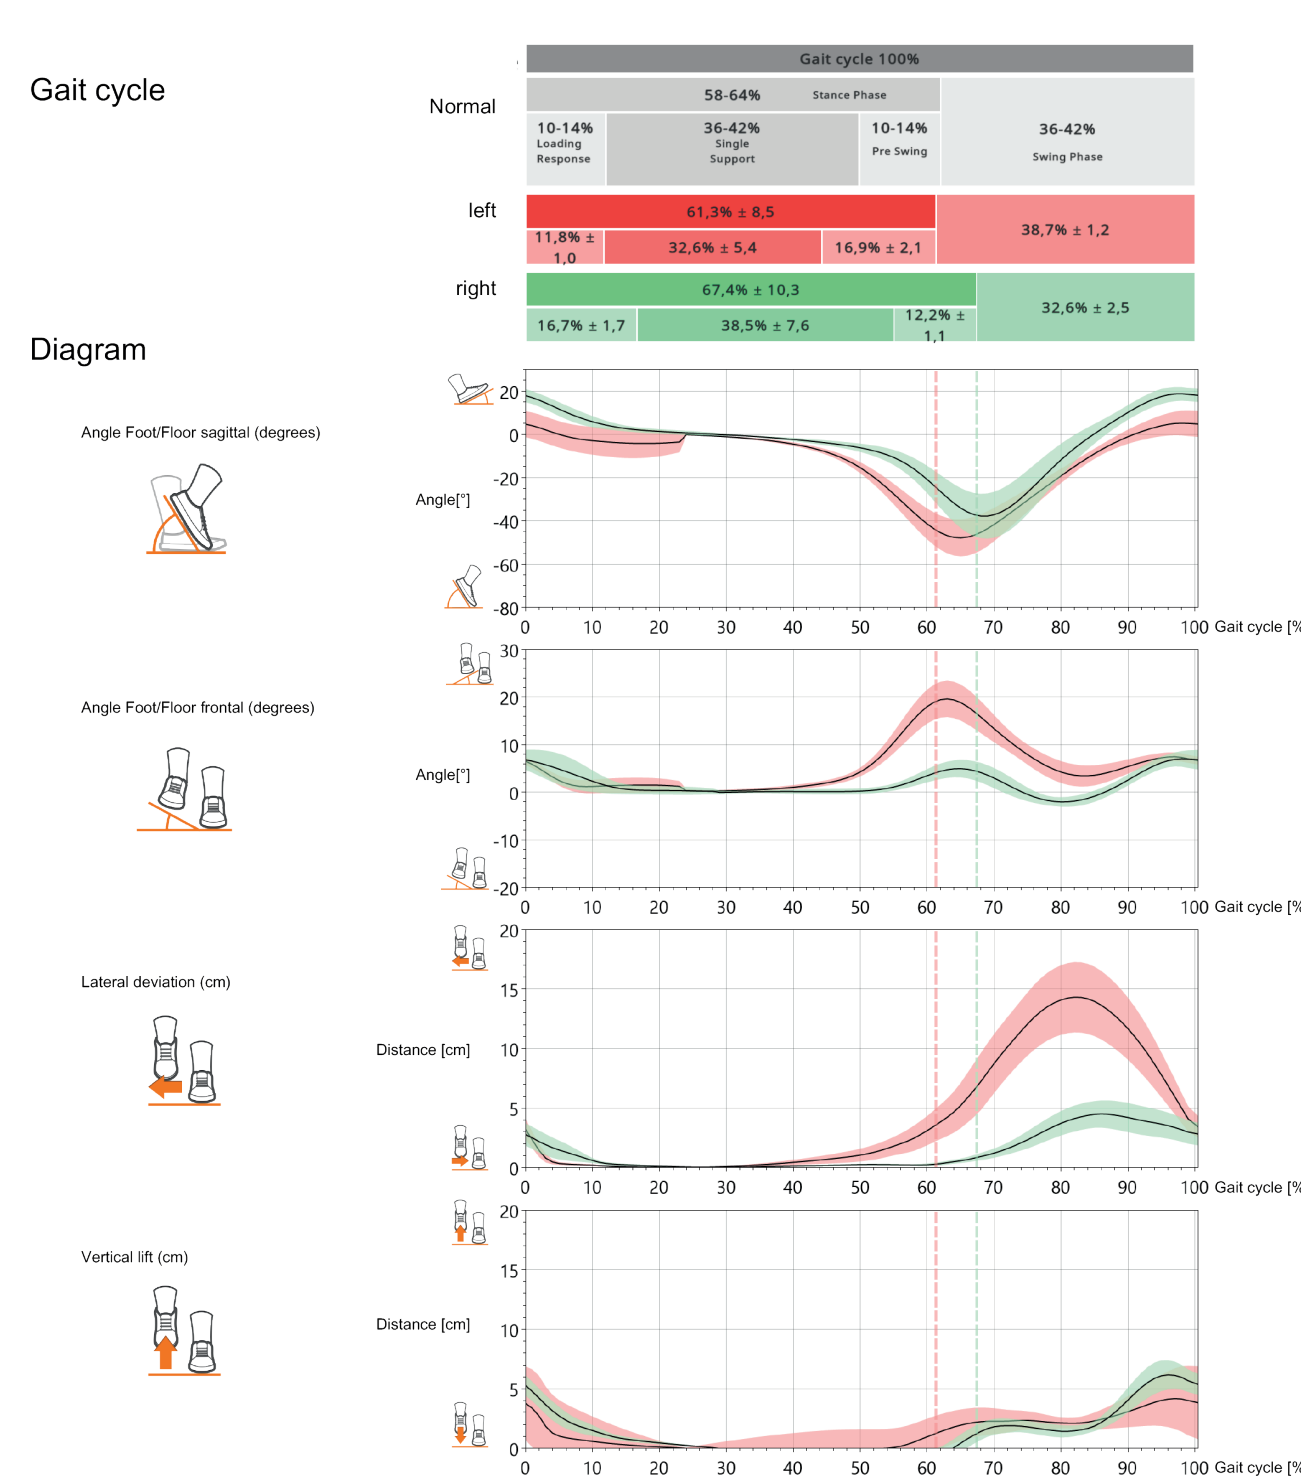 Gait cycle 100%
Gait cycle
Normal
58-64% Stance Phase
10-14%
Loading
Response
36-42%
Single
Support
10-14%
Pre Swing
36-42%
Swing Phase
left
61,3% ± 8,5
38,7% ± 1,2
11,8% ±
1,0
32,6% ± 5,4
16,9% ± 2,1
right
67,4% ± 10,3
32,6% ± 2,5
16,7% ± 1,7
38,5% ± 7,6
12,2% ±
1,1
Diagram
Angle Foot/Floor sagittal (degrees)
Angle[°]
20
0
-20
-40
-60
-80
0 10 20 30 40 50 60 70 80 90 100 Gait cycle [%
Angle Foot/Floor frontal (degrees)
Angle[°]
30
20
10
0
-10
-20
0 10 20 30 40 50 60 70 80 90 100 Gait cycle [%
Lateral deviation (cm)
Distance [cm]
20
15
10
5
0
0 10 20 30 40 50 60 70 80 90 100 Gait cycle [%
Vertical lift (cm)
Distance [cm]
20
15
10
5
0
0 10 20 30 40 50 60 70 80 90 100 Gait cycle [%